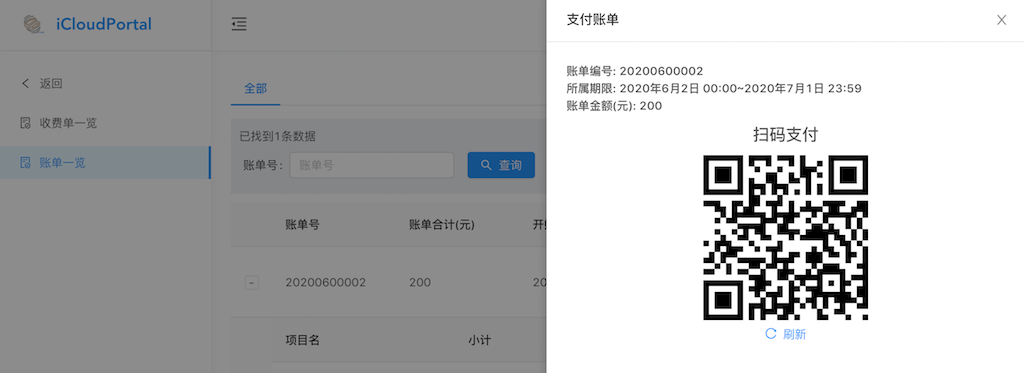 iCloudPortal
返回
收费单一览
账单一览
全部
已找到1条数据
账单号: 账单号 查询
账单号 账单合计(元)
20200600002 200 20
项目名 小计
支付账单
账单编号: 20200600002
所属期限: 2020年6月2日 00:00~2020年7月1日 23:59
账单金额(元): 200
扫码支付
刷新